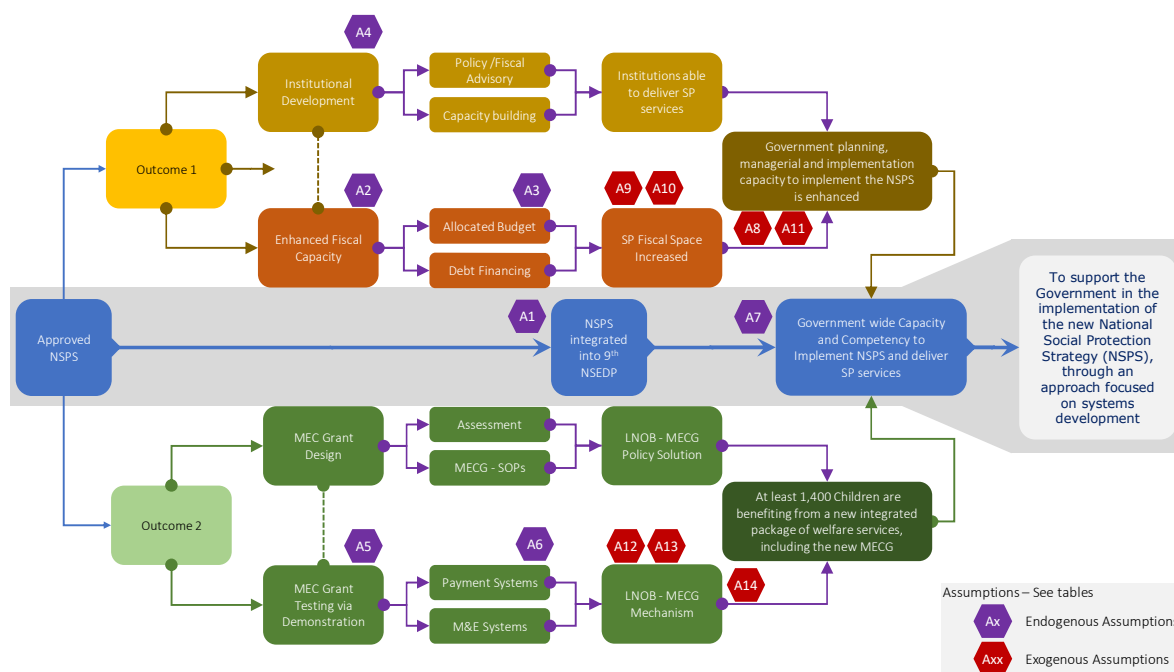 A4
Institutional
Development
Policy /Fiscal
Advisory
Capacity building
Institutions able
to deliver SP
services
Outcome 1
Government planning,
managerial and implementation
capacity to implement the NSPS
is enhanced
A2
A3
A9
A10
A8
A11
Enhanced Fiscal
Capacity
Allocated Budget
Debt Financing
SP Fiscal Space
Increased
Approved
NSPS
A1
NSPS
integrated
into 9th
NSEDP
A7
Government wide Capacity
and Competency to
Implement NSPS and deliver
SP services
To support the
Government in the
implementation of
the new National
Social Protection
Strategy (NSPS),
through an
approach focused
on systems
development
MEC Grant
Design
Assessment
MECG - SOPs
LNOB - MECG
Policy Solution
Outcome 2
At least 1,400 Children are
benefiting from a new integrated
package of welfare services,
including the new MECG
A5
A6
A12
A13
A14
MEC Grant
Testing via
Demonstration
Payment Systems
M&E Systems
LNOB - MECG
Mechanism
Assumptions – See tables
Ax
Endogenous Assumptions
Axx
Exogenous Assumptions